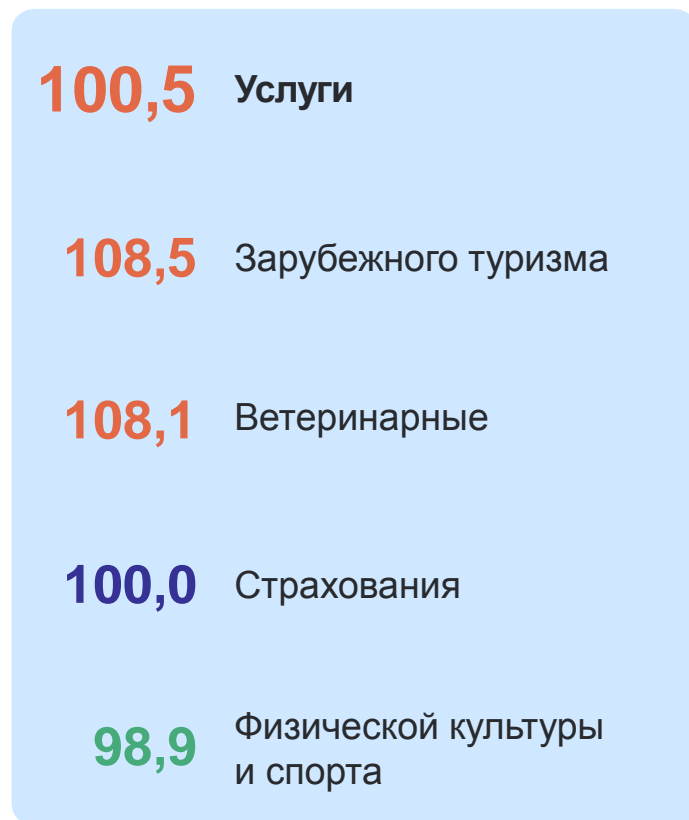 100,5 Услуги
108,5 Зарубежного туризма
108,1 Ветеринарные
100,0 Страхования
98,9 Физической культуры
и спорта